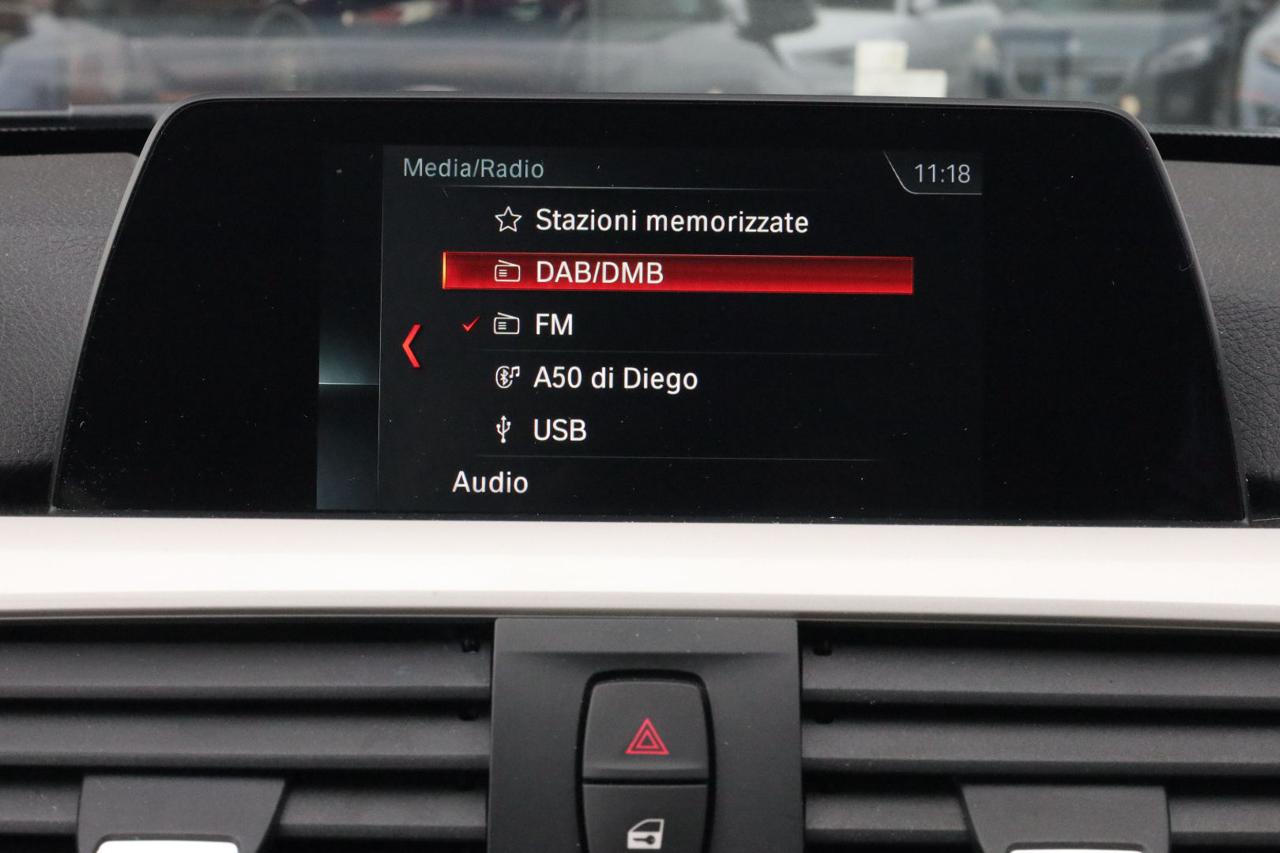 Media/Radio
11:18
Stazioni memorizzate
DAB/DMB
FM
A50 di Diego
USB
Audio